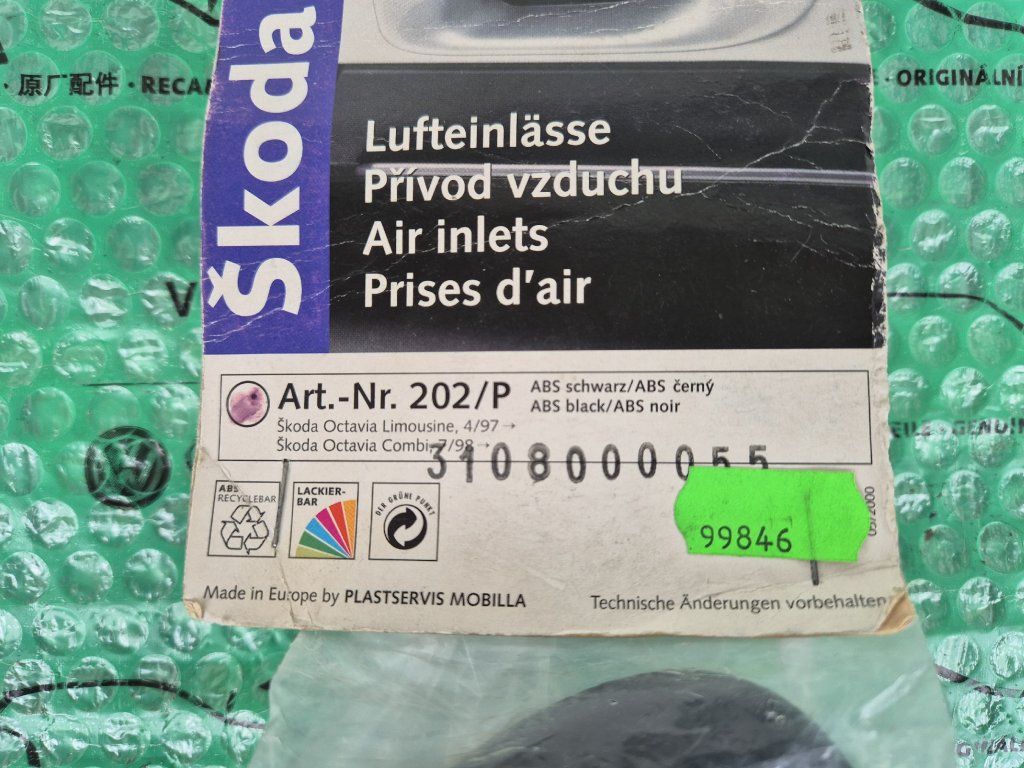 Škoda
· 原厂配件 · RECA
· ORIGINÁLNÍ
Lufteinlässe
Přívod vzduchu
Air inlets
Prises d'air
Art.-Nr. 202/P
ABS schwarz/ABS černý
ABS black/ABS noir
Škoda Octavia Limousine, 4/97 →
Škoda Octavia Combi, 7/98 →
3108000055
ABS
RECYCLEBAR
LACKIER-
BAR
DER GRÜNE PUNKT
99846
09/2000
Made in Europe by PLASTSERVIS MOBILLA
Technische Änderungen vorbehalten